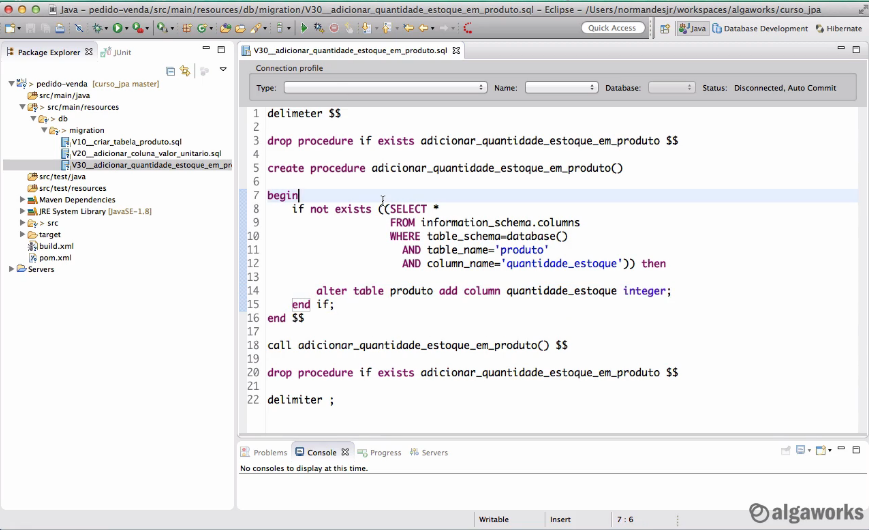 Java – pedido-venda/src/main/resources/db/migration/V30__adicionar_quantidade_estoque_em_produto.sql – Eclipse – /Users/normandesjr/workspaces/algaworks/curso_jpa
Quick Access
Java
Database Development
Hibernate
Package Explorer
JUnit
V30__adicionar_quantidade_estoque_em_produto.sql
> pedido-venda [curso_jpa master]
src/main/java
> src/main/resources
> db
> migration
V10__criar_tabela_produto.sql
V20__adicionar_coluna_valor_unitario.sql
V30__adicionar_quantidade_estoque_em_pr
src/test/java
src/test/resources
Maven Dependencies
JRE System Library [JavaSE-1.8]
> src
target
build.xml
pom.xml
Servers
Connection profile
Type:
Name:
Database:
Status:
Disconnected, Auto Commit
1 delimeter $$
2
3 drop procedure if exists adicionar_quantidade_estoque_em_produto $$
4
5 create procedure adicionar_quantidade_estoque_em_produto()
6
7 begin
8 if not exists ((SELECT *
9 FROM information_schema.columns
10 WHERE table_schema=database()
11 AND table_name='produto'
12 AND column_name='quantidade_estoque')) then
13
14 alter table produto add column quantidade_estoque integer;
15 end if;
16 end $$
17
18 call adicionar_quantidade_estoque_em_produto() $$
19
20 drop procedure if exists adicionar_quantidade_estoque_em_produto $$
21
22 delimiter ;
Problems
Console
Progress
Servers
No consoles to display at this time.
Writable
Insert
7 : 6
algaworks